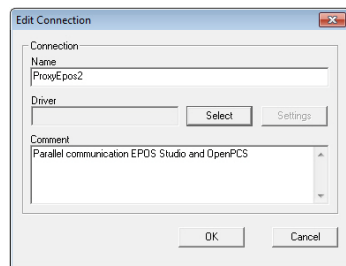 Edit Connection
Connection
Name
ProxyEpos2
Driver
Select
Settings
Comment
Parallel communication EPOS Studio and OpenPCS
OK
Cancel